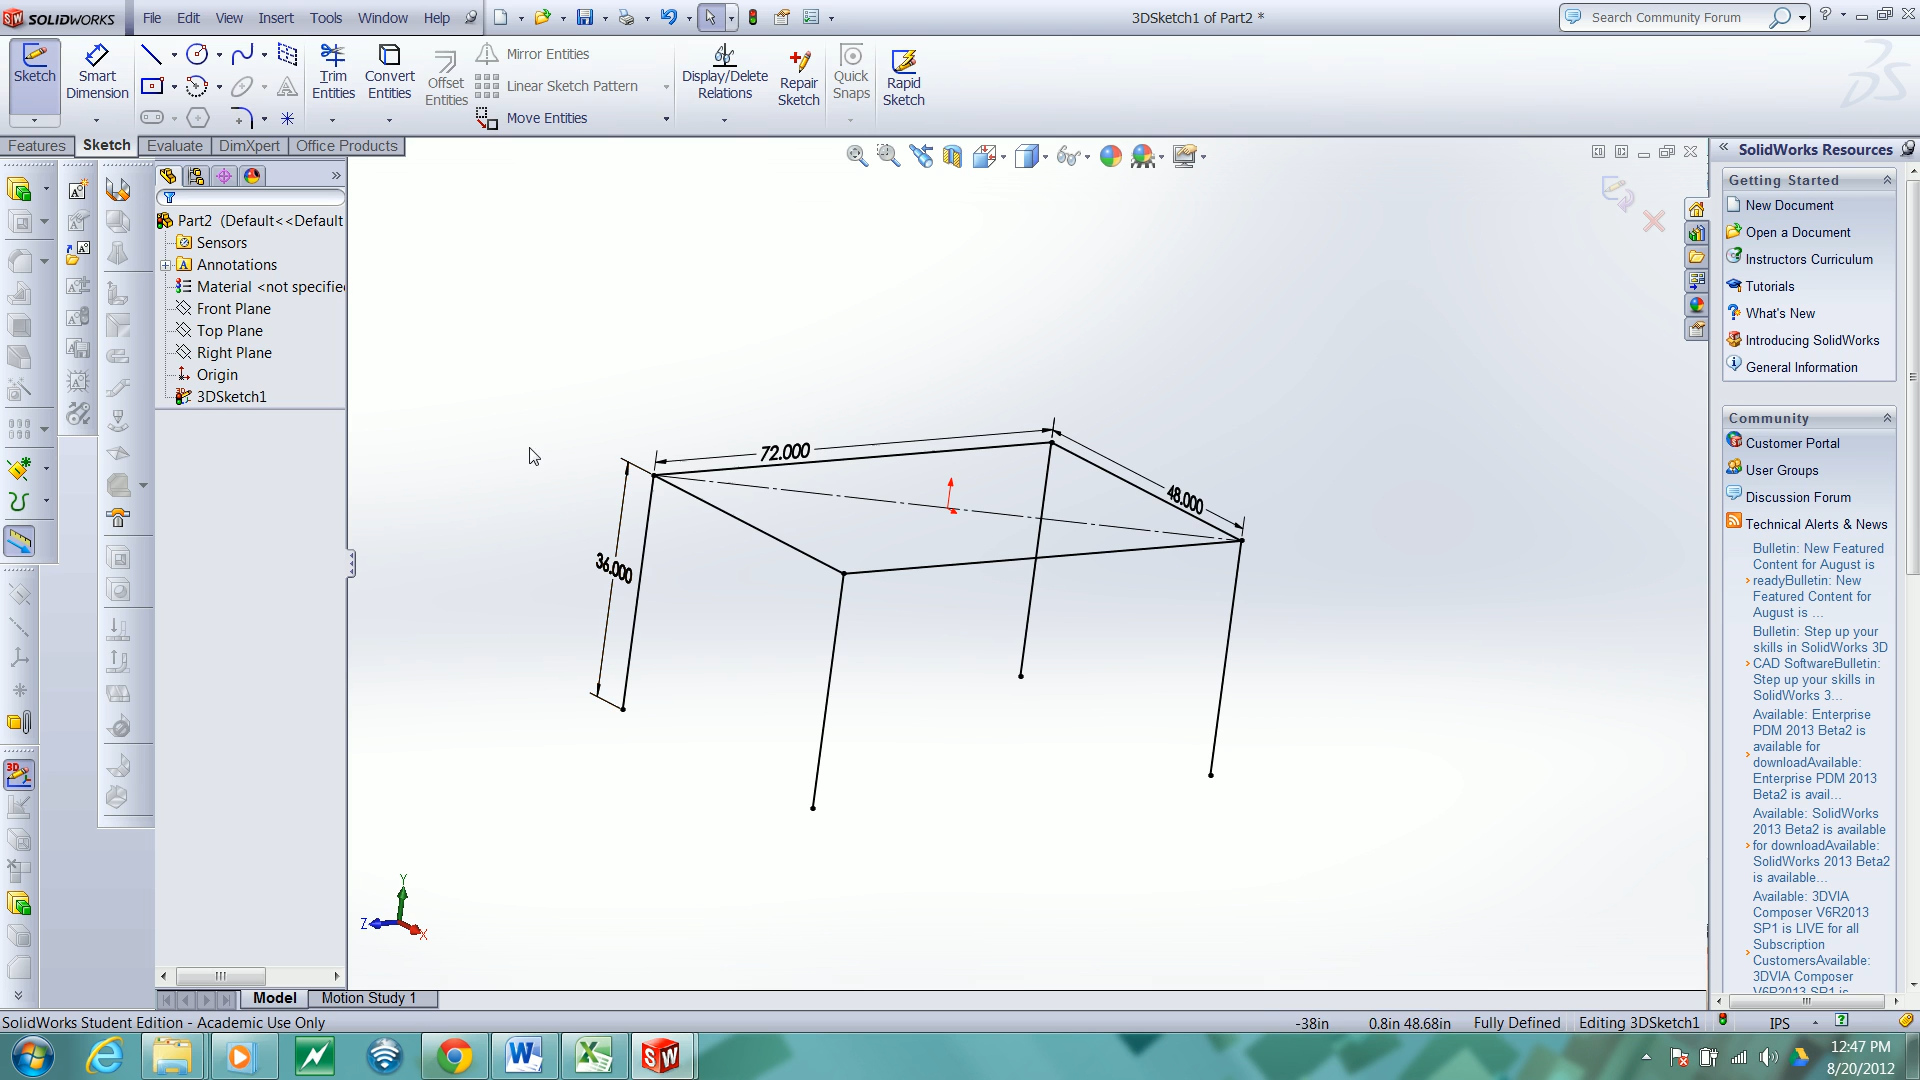 SOLIDWORKS File Edit View Insert Tools Window Help 3DSketch1 of Part2 * Search Community Forum ?
Sketch
Smart Dimension
Trim Entities
Convert Entities
Offset Entities
Mirror Entities
Linear Sketch Pattern
Move Entities
Display/Delete Relations
Repair Sketch
Quick Snaps
Rapid Sketch
Features Sketch Evaluate DimXpert Office Products
Part2 (Default<<Default
Sensors
Annotations
Material <not specified
Front Plane
Top Plane
Right Plane
Origin
3DSketch1
72.000
48.000
36.000
Y
Z
X
SolidWorks Resources
Getting Started
New Document
Open a Document
Instructors Curriculum
Tutorials
What's New
Introducing SolidWorks
General Information
Community
Customer Portal
User Groups
Discussion Forum
Technical Alerts & News
Bulletin: New Featured
Content for August is
readyBulletin: New
Featured Content for
August is ...
Bulletin: Step up your
skills in SolidWorks 3D
CAD SoftwareBulletin:
Step up your skills in
SolidWorks 3...
Available: Enterprise
PDM 2013 Beta2 is
available for
downloadAvailable:
Enterprise PDM 2013
Beta2 is avail...
Available: SolidWorks
2013 Beta2 is available
for downloadAvailable:
SolidWorks 2013 Beta2
is available...
Available: 3DVIA
Composer V6R2013
SP1 is LIVE for all
Subscription
CustomersAvailable:
3DVIA Composer
V6R2013 SP1 is
Model Motion Study 1
SolidWorks Student Edition - Academic Use Only -38in 0.8in 48.68in Fully Defined Editing 3DSketch1 IPS
12:47 PM
8/20/2012